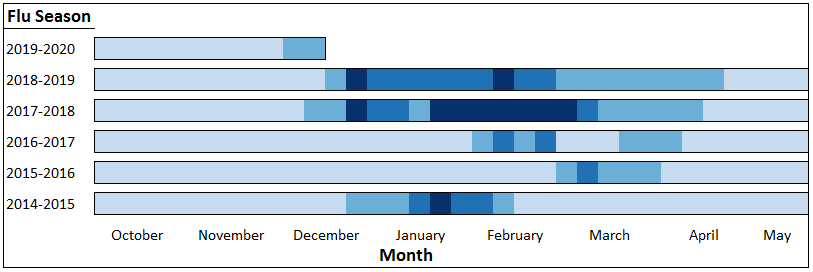 Flu Season
2019-2020
2018-2019
2017-2018
2016-2017
2015-2016
2014-2015
October November December January February March April May
Month